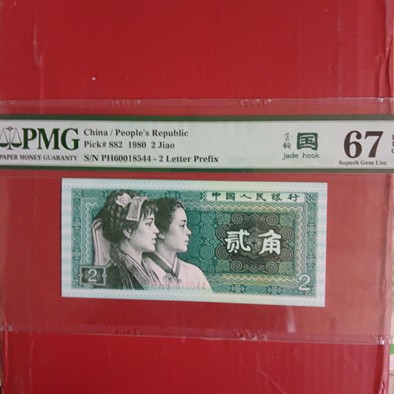 PMG
PAPER MONEY GUARANTY
China / People's Republic
Pick# 882 1980 2 Jiao
S/N PH60018544 - 2 Letter Prefix
国
jade hook
67
Superb Gem Unc
中国人民银行
贰角
2
2